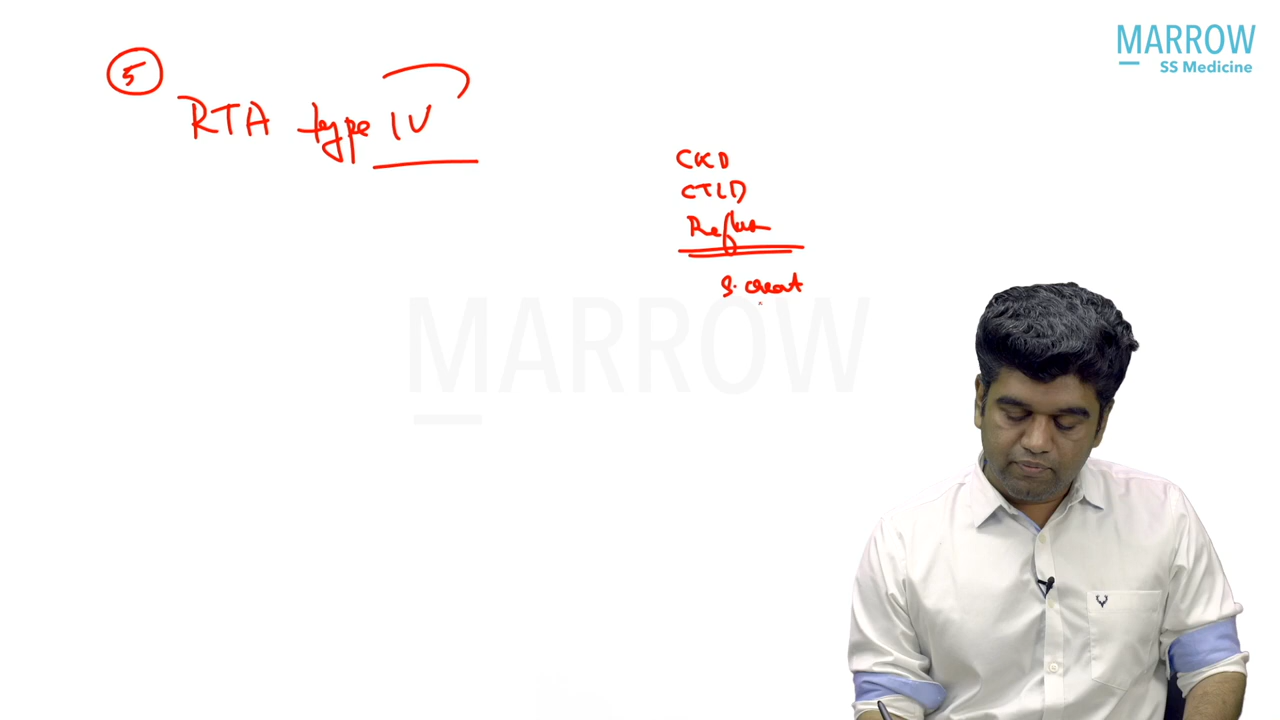 MARROW
SS Medicine
5
RTA type IV
CKD
CTLD
Reflux
S. creat
MARROW